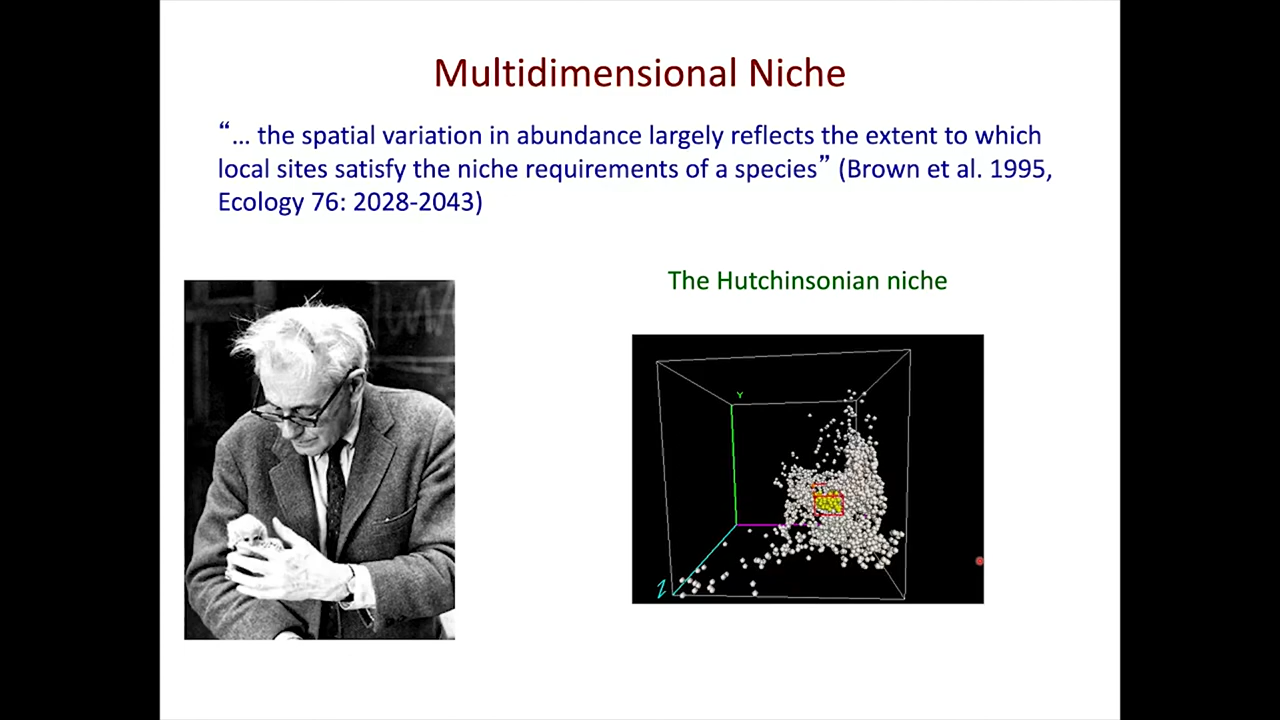 Multidimensional Niche
“... the spatial variation in abundance largely reflects the extent to which
local sites satisfy the niche requirements of a species” (Brown et al. 1995,
Ecology 76: 2028-2043)
The Hutchinsonian niche
Y
Z